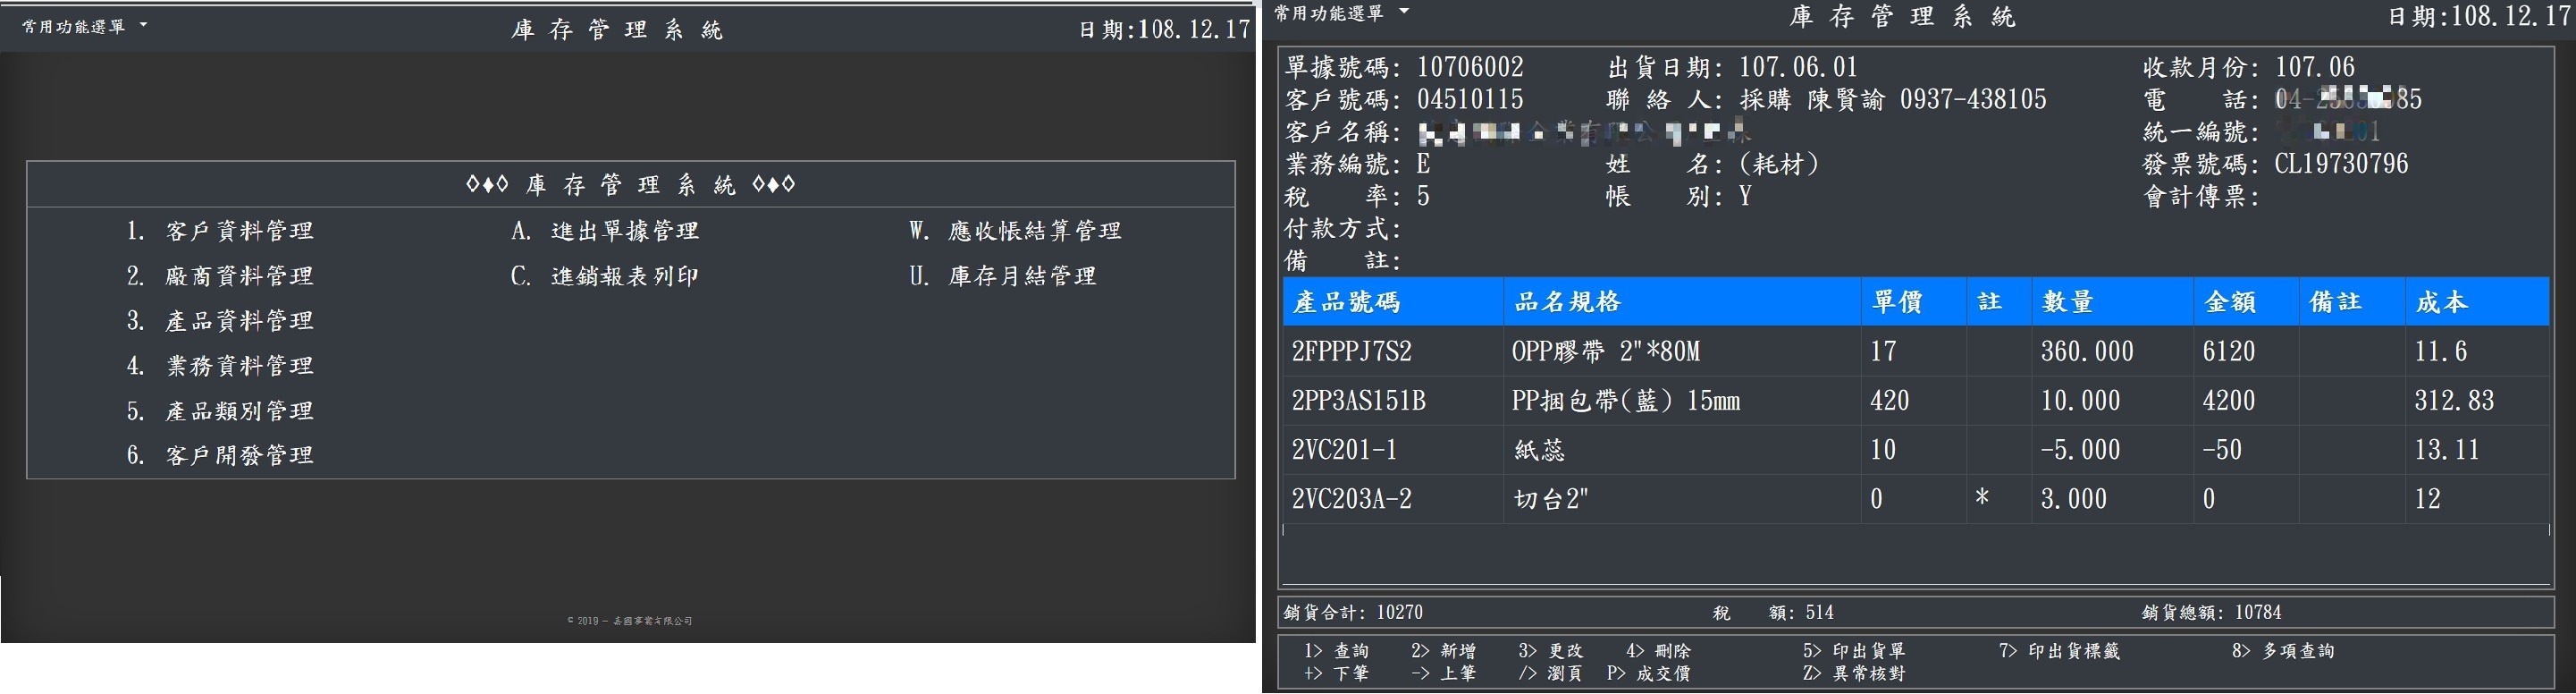 常用功能選單
庫 存 管 理 系 統
日期:108.12.17
◇♦◇ 庫 存 管 理 系 統 ◇♦◇
1. 客戶資料管理
A. 進出單據管理
W. 應收帳結算管理
2. 廠商資料管理
C. 進銷報表列印
U. 庫存月結管理
3. 產品資料管理
4. 業務資料管理
5. 產品類別管理
6. 客戶開發管理
© 2019 - 高國事業有限公司
常用功能選單
庫 存 管 理 系 統
日期:108.12.17
單據號碼: 10706002 出貨日期: 107.06.01 收款月份: 107.06
客戶號碼: 04510115 聯 絡 人: 採購 陳賢諭 0937-438105 電 話:
客戶名稱: 統一編號:
業務編號: E 姓 名: (耗材) 發票號碼: CL19730796
稅 率: 5 帳 別: Y 會計傳票:
付款方式:
備 註:
產品號碼 品名規格 單價 註 數量 金額 備註 成本
2FPPPJ7S2 OPP膠帶 2"*80M 17 360.000 6120 11.6
2PP3AS151B PP捆包帶(藍) 15mm 420 10.000 4200 312.83
2VC201-1 紙蕊 10 -5.000 -50 13.11
2VC203A-2 切台2" 0 * 3.000 0 12
銷貨合計: 10270 稅 額: 514 銷貨總額: 10784
1> 查詢 2> 新增 3> 更改 4> 刪除 5> 印出貨單 7> 印出貨標籤 8> 多項查詢
+> 下筆 -> 上筆 /> 瀏頁 P> 成交價 Z> 異常核對